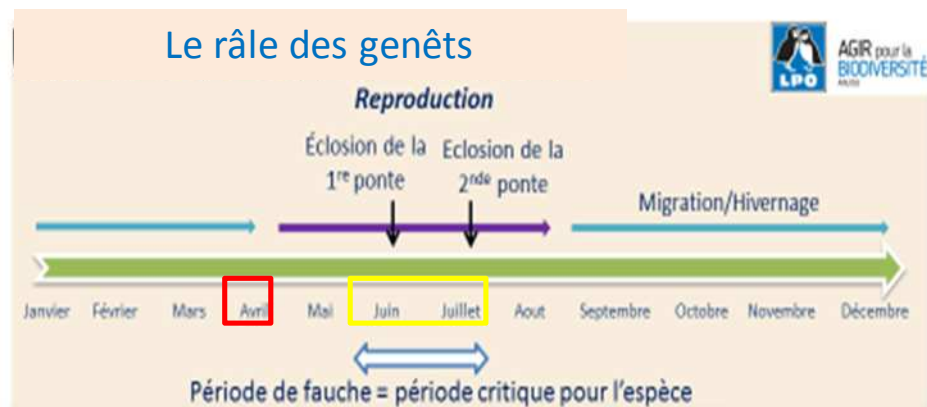 Le râle des genêts
LPO
AGIR pour la
BIODIVERSITÉ
Reproduction
Éclosion de la
1re ponte
Eclosion de la
2nde ponte
Migration/Hivernage
Janvier Février Mars Avril Mai Juin Juillet Aout Septembre Octobre Novembre Décembre
Période de fauche = période critique pour l'espèce